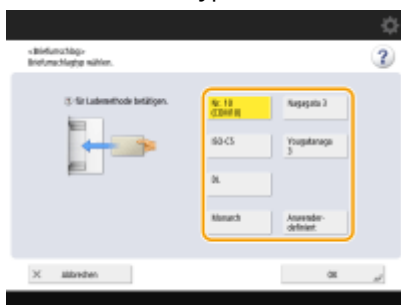 <Briefumschlag>
Briefumschlagtyp wählen.
? für Lademethode betätigen.
Nr. 10
(COM10)
Nagagata 3
ISO-C5
Yougatanaga
3
DL
Monarch
Anwender-
definiert
Abbrechen
OK